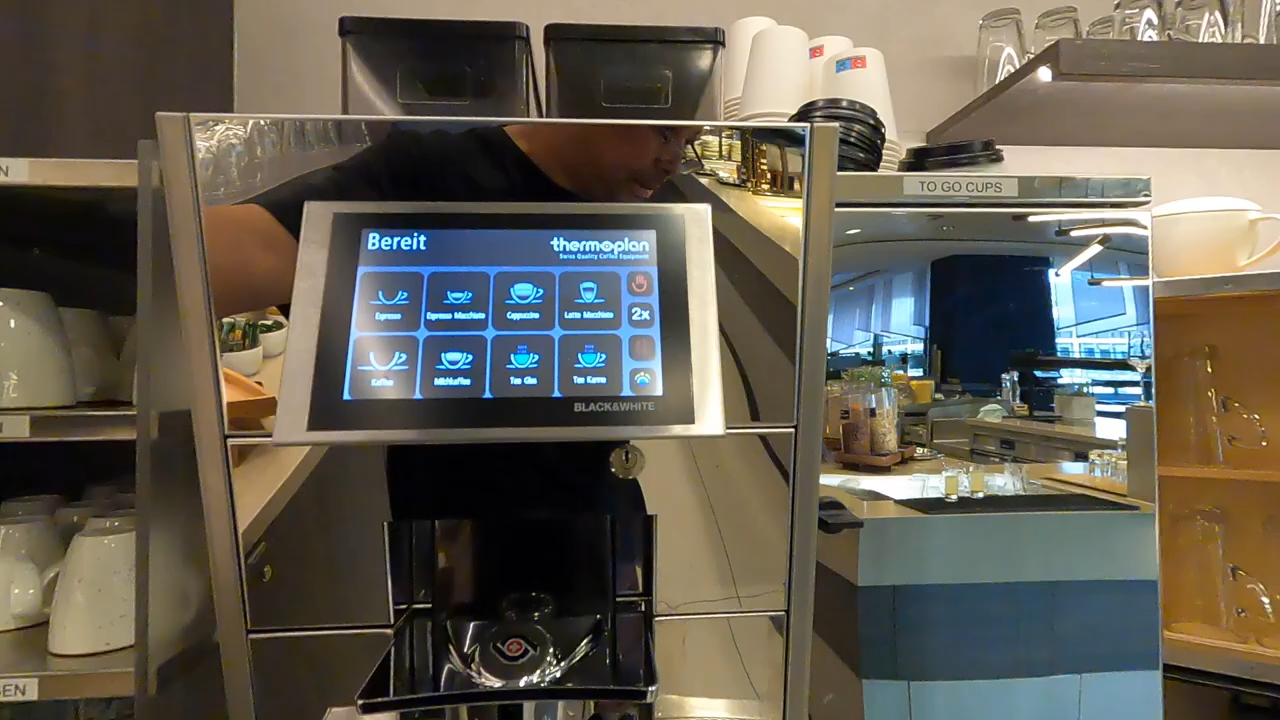 N
TO GO CUPS
Bereit
thermoplan
Swiss Quality Coffee Equipment
Espresso
Espresso Macchiato
Cappuccino
Latte Macchiato
2x
Kaffee
Milchkaffee
Tee Glas
Tee Kanne
BLACK&WHITE
SEN